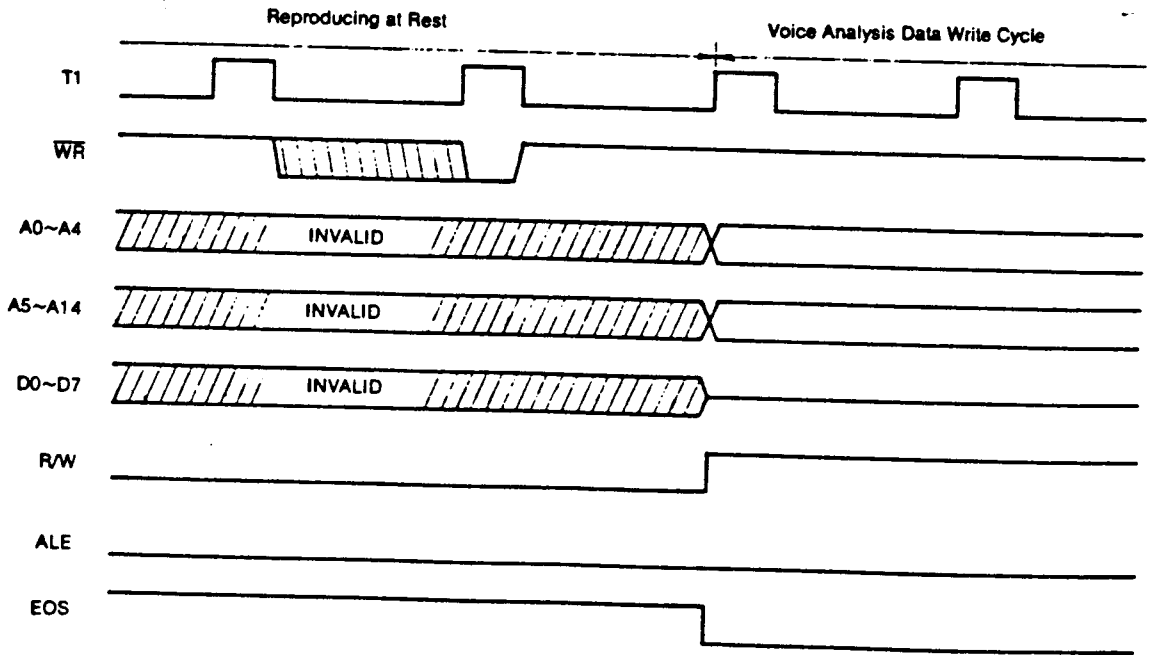 Reproducing at Rest
Voice Analysis Data Write Cycle
T1
WR
A0~A4
INVALID
A5~A14
INVALID
D0~D7
INVALID
R/W
ALE
EOS